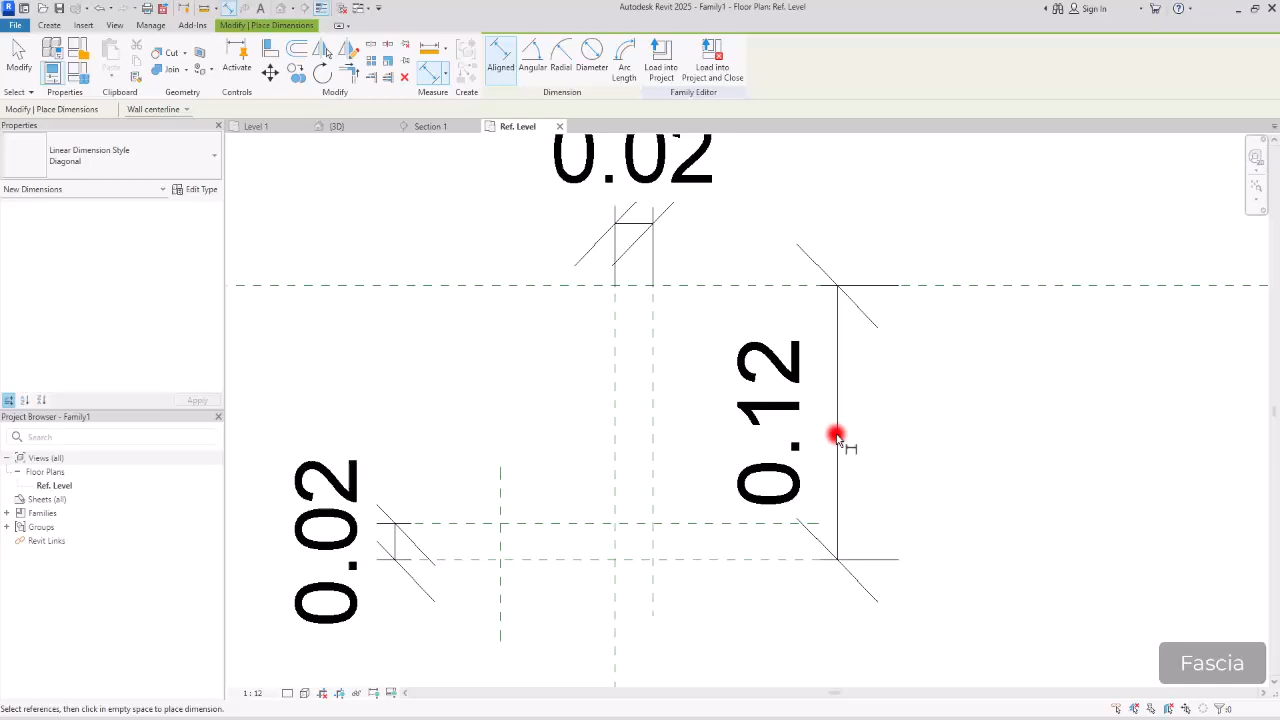 Autodesk Revit 2025 - Family1 - Floor Plan: Ref. Level
Sign In
File Create Insert View Manage Add-Ins Modify | Place Dimensions
Modify
Cut
Join
Activate
Aligned Angular Radial Diameter Arc Length
Load into Project
Load into Project and Close
Select Properties Clipboard Geometry Controls Modify Measure Create Dimension Family Editor
Modify | Place Dimensions Wall centerline
Properties
Level 1 {3D} Section 1 Ref. Level
Linear Dimension Style
Diagonal
New Dimensions Edit Type
0.02
0.12
0.02
Apply
Project Browser - Family1
Search
Views (all)
Floor Plans
Ref. Level
Sheets (all)
Families
Groups
Revit Links
Fascia
1 : 12
Select references, then click in empty space to place dimension.
:0